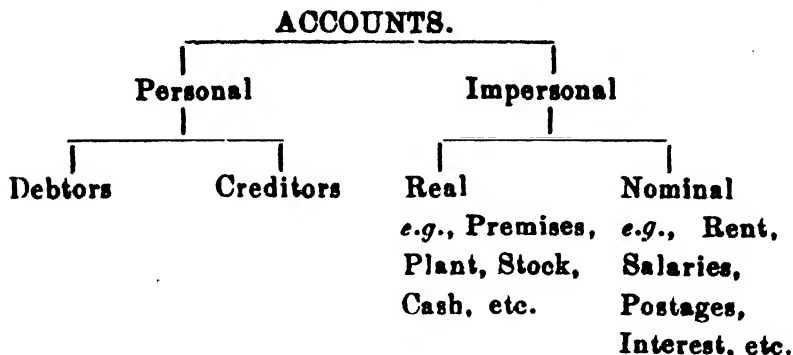 ACCOUNTS.
Personal Impersonal
Debtors Creditors Real Nominal
e.g., Premises, e.g., Rent,
Plant, Stock, Salaries,
Cash, etc. Postages,
Interest, etc.